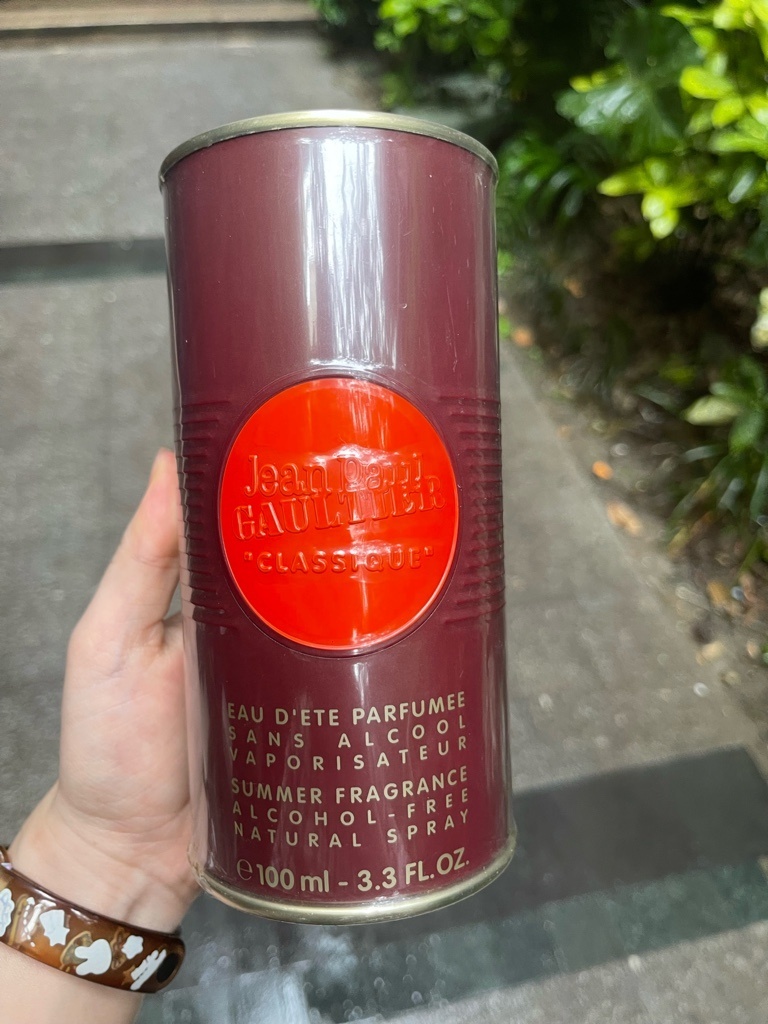 Jean Paul
GAULTIER
"CLASSIQUE"
EAU D'ETE PARFUMEE
SANS ALCOOL
VAPORISATEUR
SUMMER FRAGRANCE
ALCOHOL-FREE
NATURAL SPRAY
℮100 ml - 3.3 FL.OZ.